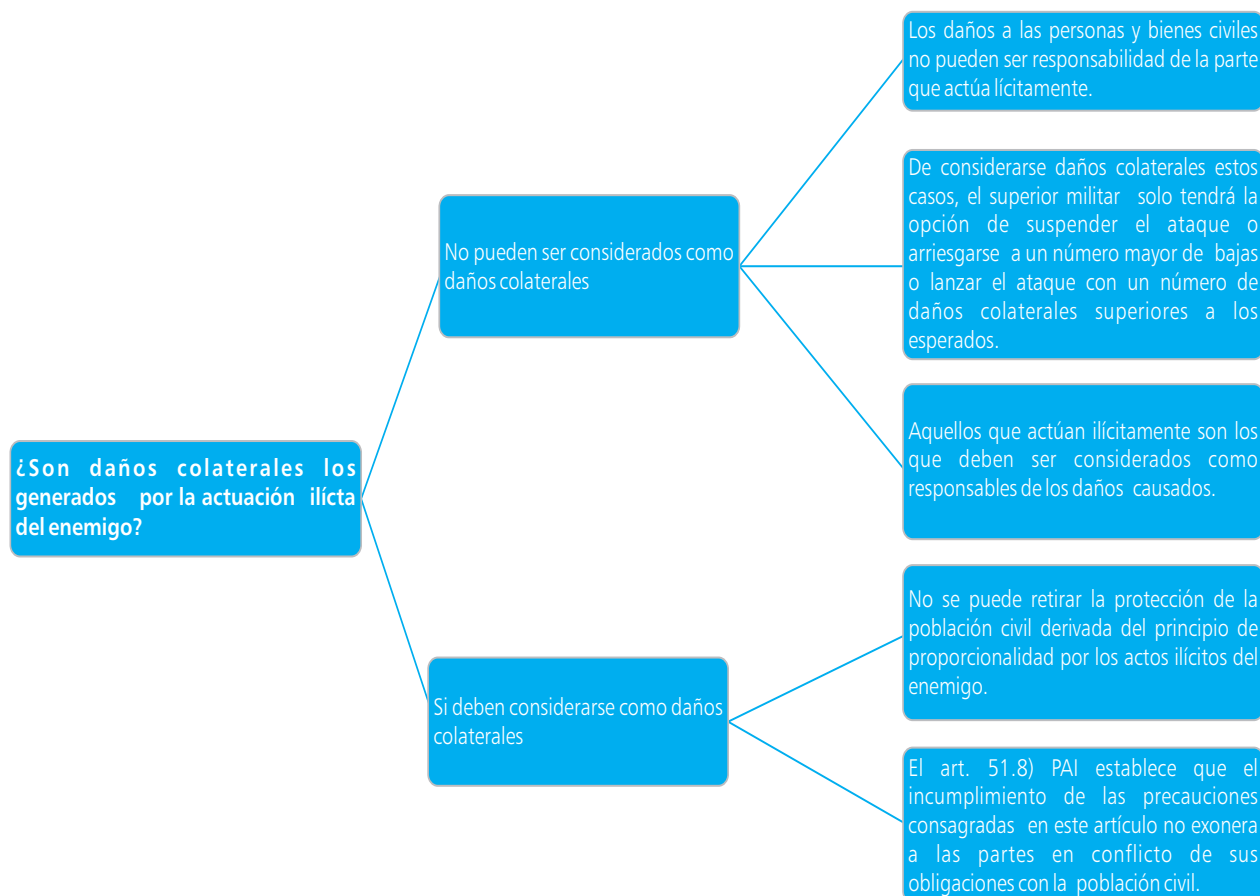 Los daños a las personas y bienes civiles
no pueden ser responsabilidad de la parte
que actúa lícitamente.
De considerarse daños colaterales estos
casos, el superior militar solo tendrá la
opción de suspender el ataque o
arriesgarse a un número mayor de bajas
o lanzar el ataque con un número de
daños colaterales superiores a los
esperados.
No pueden ser considerados como
daños colaterales
Aquellos que actúan ilícitamente son los
que deben ser considerados como
responsables de los daños causados.
¿Son daños colaterales los
generados por la actuación ilícta
del enemigo?
No se puede retirar la protección de la
población civil derivada del principio de
proporcionalidad por los actos ilícitos del
enemigo.
Si deben considerarse como daños
colaterales
El art. 51.8) PAI establece que el
incumplimiento de las precauciones
consagradas en este artículo no exonera
a las partes en conflicto de sus
obligaciones con la población civil.